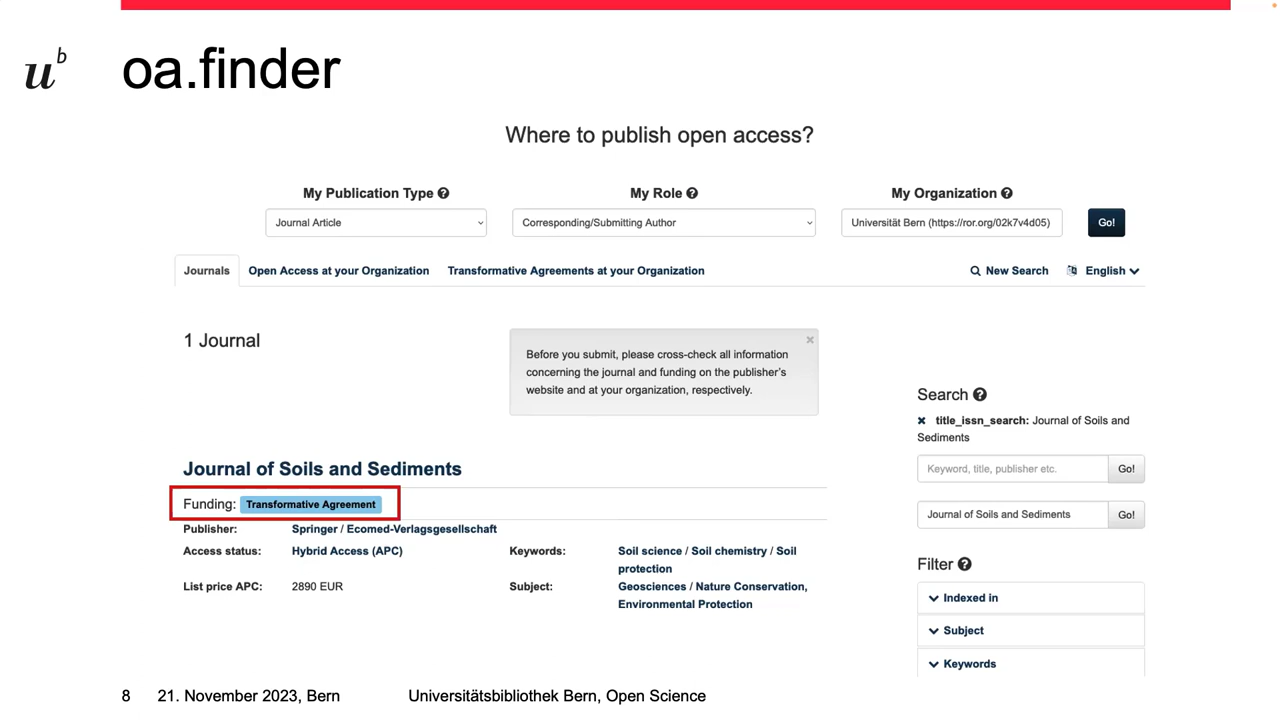 u^b
oa.finder
Where to publish open access?
My Publication Type
My Role
My Organization
Journal Article
Corresponding/Submitting Author
Universität Bern (https://ror.org/02k7v4d05)
Go!
Journals
Open Access at your Organization
Transformative Agreements at your Organization
New Search
English
1 Journal
Before you submit, please cross-check all information
concerning the journal and funding on the publisher's
website and at your organization, respectively.
Journal of Soils and Sediments
Funding: Transformative Agreement
Publisher: Springer / Ecomed-Verlagsgesellschaft
Access status: Hybrid Access (APC)
List price APC: 2890 EUR
Keywords: Soil science / Soil chemistry / Soil
protection
Subject: Geosciences / Nature Conservation,
Environmental Protection
Search
title_issn_search: Journal of Soils and
Sediments
Keyword, title, publisher etc.
Go!
Journal of Soils and Sediments
Go!
Filter
Indexed in
Subject
Keywords
8 21. November 2023, Bern Universitätsbibliothek Bern, Open Science